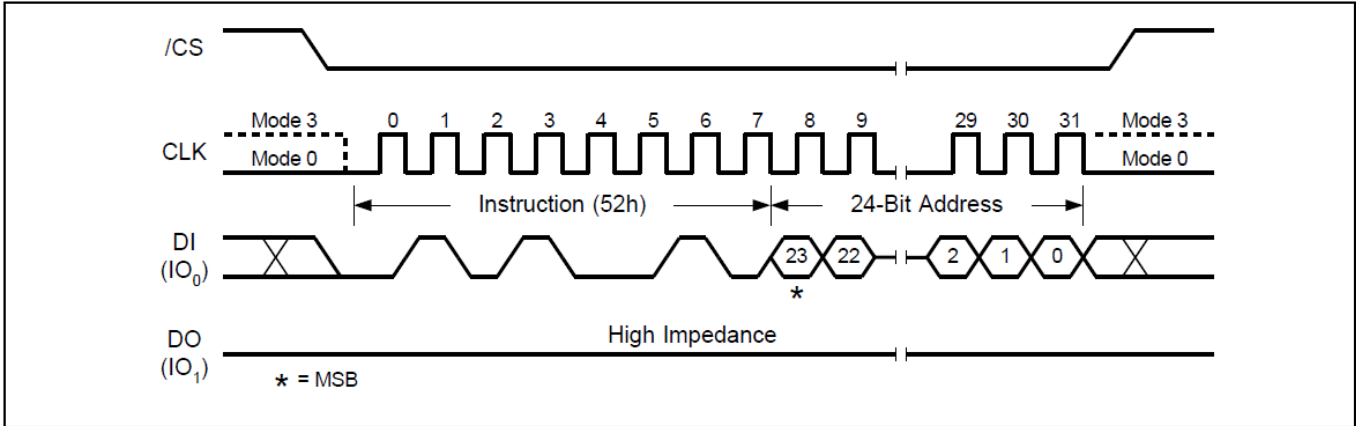 /CS
Mode 3 0 1 2 3 4 5 6 7 8 9 29 30 31 Mode 3
CLK Mode 0 Mode 0
Instruction (52h) 24-Bit Address
DI
(IO0) 23 22 2 1 0
*
High Impedance
DO
(IO1)
* = MSB